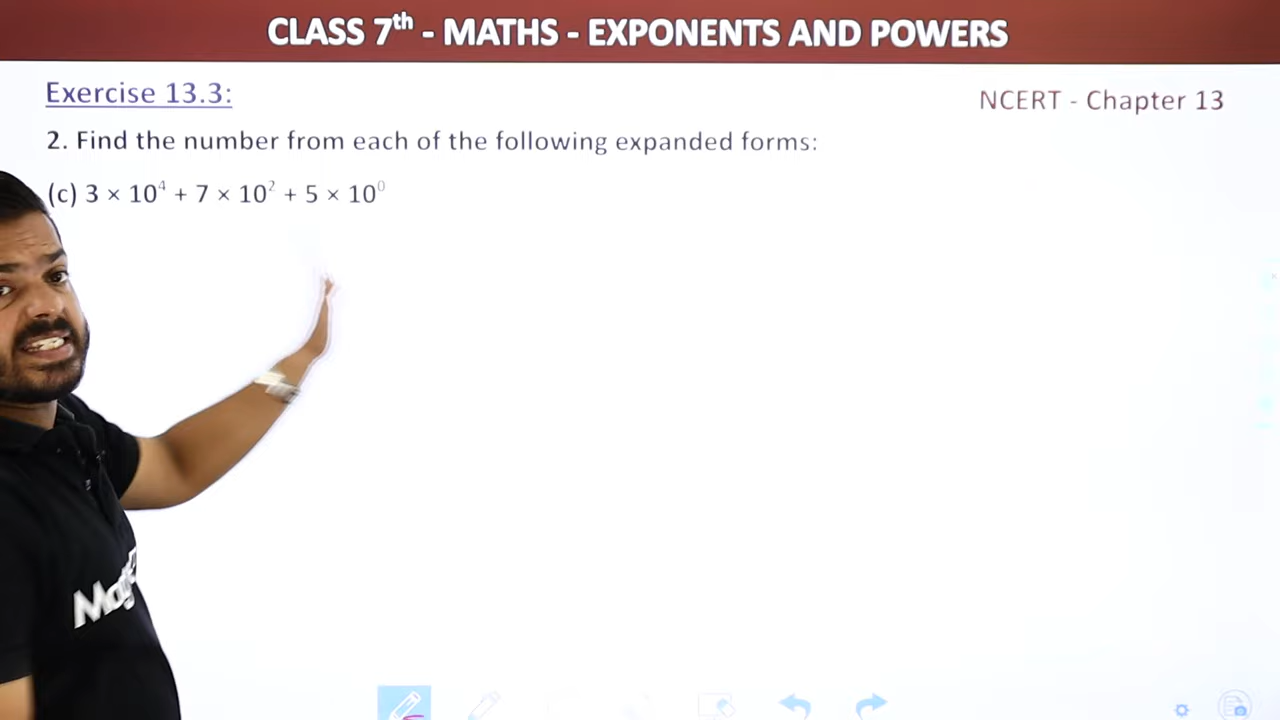 CLASS 7th - MATHS - EXPONENTS AND POWERS
Exercise 13.3:
NCERT - Chapter 13
2. Find the number from each of the following expanded forms:
(c) 3 × 10⁴ + 7 × 10² + 5 × 10⁰